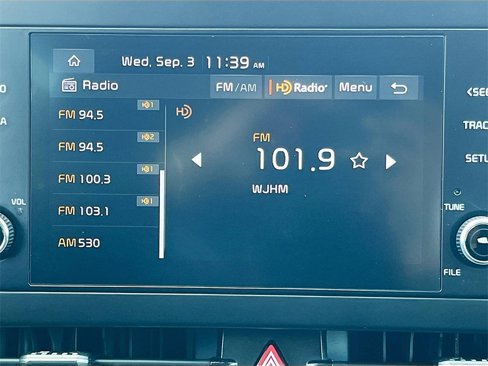 Wed, Sep. 3 11:39 AM
Radio FM/AM HD Radio Menu
FM 94.5 HD1
FM 94.5 HD2
FM 100.3 HD1
FM 103.1 HD1
AM 530
HD
FM
101.9
WJHM
VOL
<SE
TRAC
SETU
TUNE
FILE